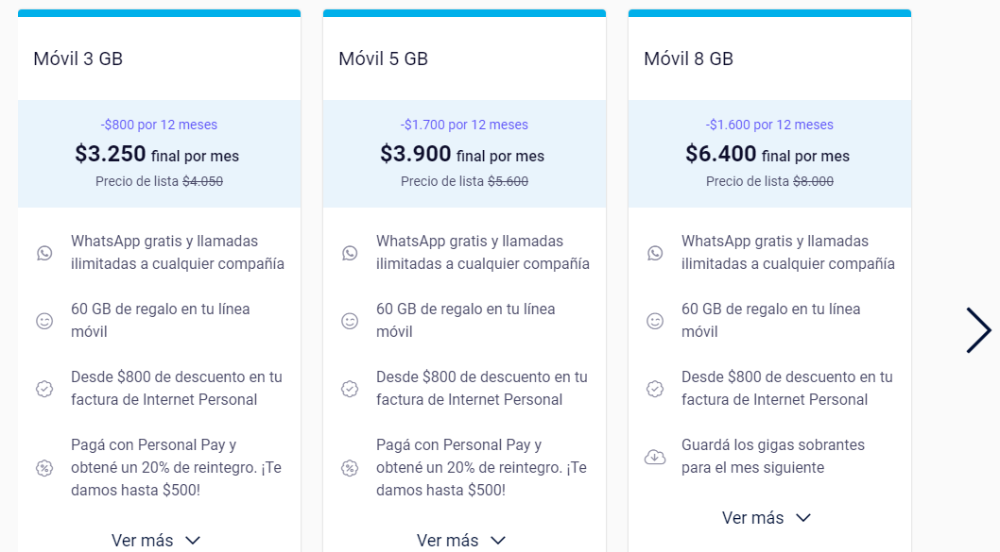 Móvil 3 GB
-$800 por 12 meses
$3.250 final por mes
Precio de lista $4.050
WhatsApp gratis y llamadas
ilimitadas a cualquier compañía
60 GB de regalo en tu línea
móvil
Desde $800 de descuento en tu
factura de Internet Personal
Pagá con Personal Pay y
obtené un 20% de reintegro. ¡Te
damos hasta $500!
Ver más
Móvil 5 GB
-$1.700 por 12 meses
$3.900 final por mes
Precio de lista $5.600
WhatsApp gratis y llamadas
ilimitadas a cualquier compañía
60 GB de regalo en tu línea
móvil
Desde $800 de descuento en tu
factura de Internet Personal
Pagá con Personal Pay y
obtené un 20% de reintegro. ¡Te
damos hasta $500!
Ver más
Móvil 8 GB
-$1.600 por 12 meses
$6.400 final por mes
Precio de lista $8.000
WhatsApp gratis y llamadas
ilimitadas a cualquier compañía
60 GB de regalo en tu línea
móvil
Desde $800 de descuento en tu
factura de Internet Personal
Guardá los gigas sobrantes
para el mes siguiente
Ver más